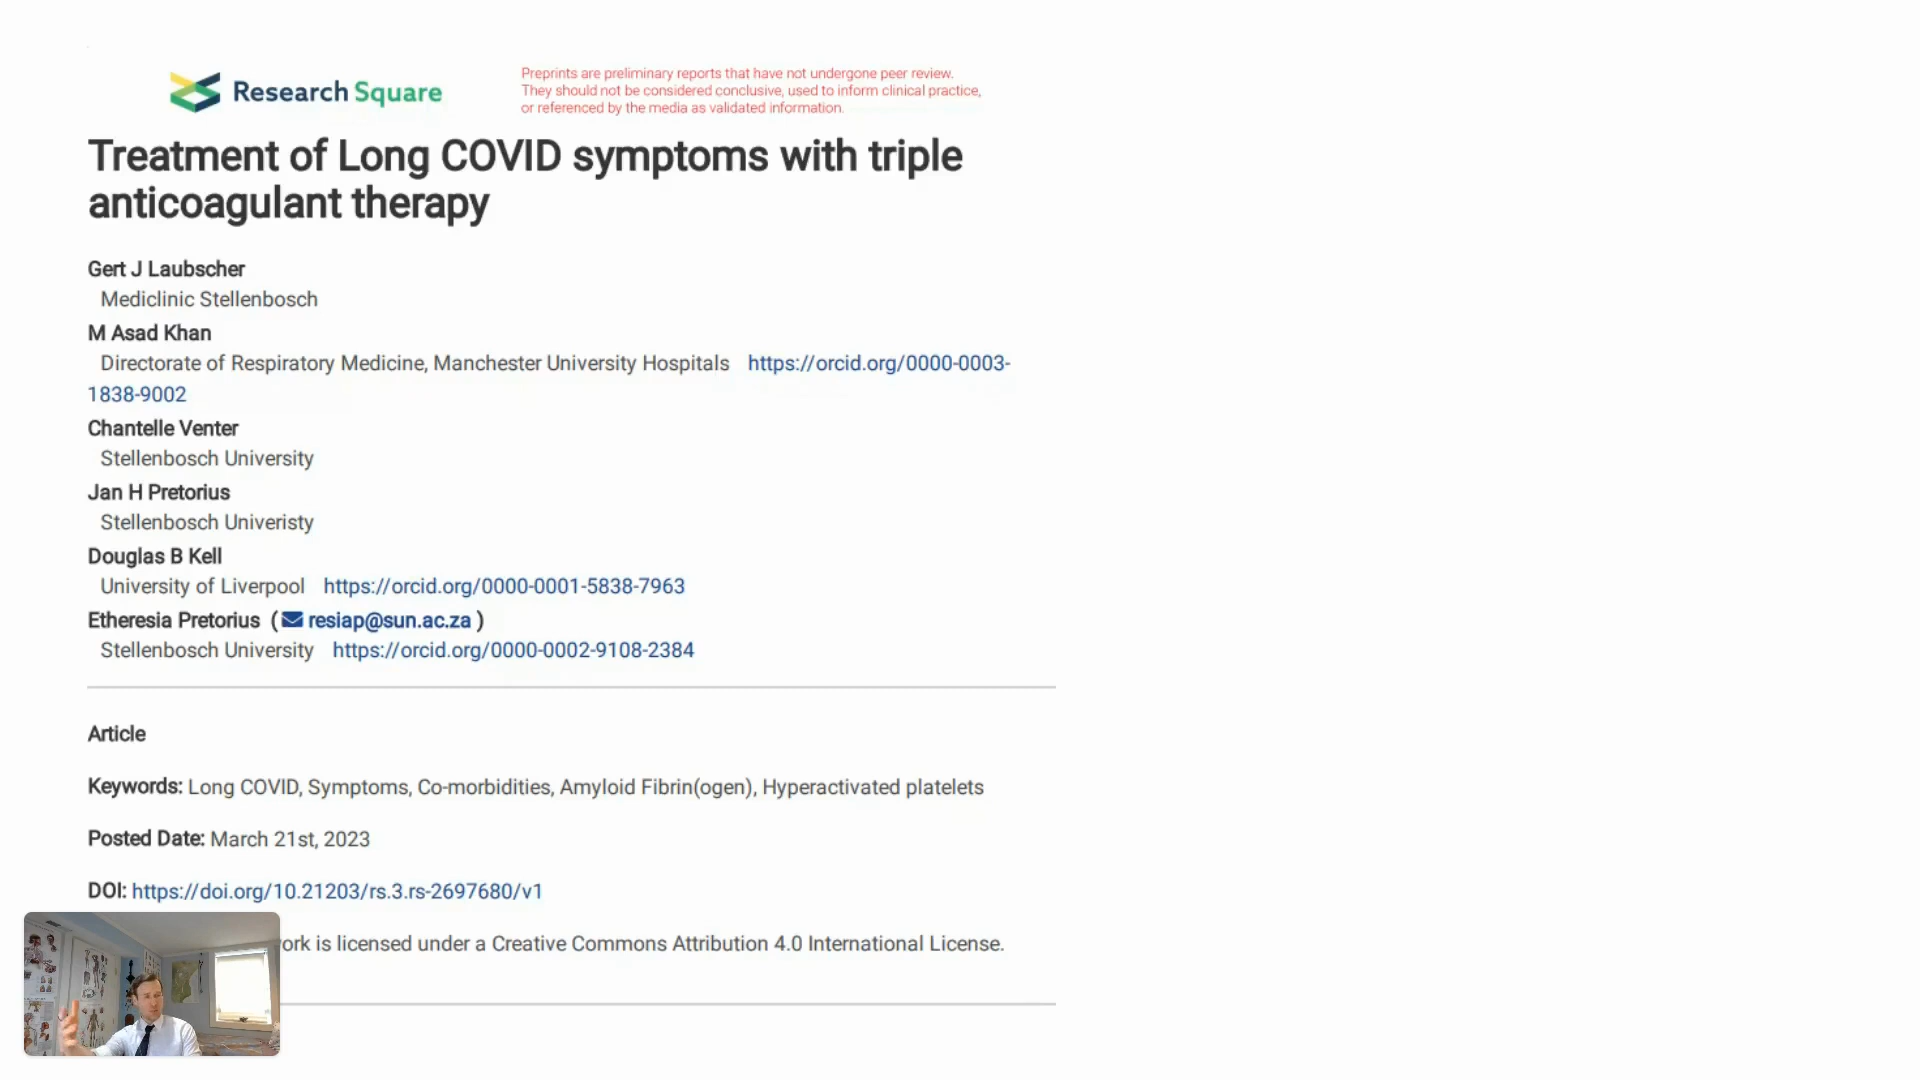 Research Square
Preprints are preliminary reports that have not undergone peer review.
They should not be considered conclusive, used to inform clinical practice,
or referenced by the media as validated information.
Treatment of Long COVID symptoms with triple
anticoagulant therapy
Gert J Laubscher
Mediclinic Stellenbosch
M Asad Khan
Directorate of Respiratory Medicine, Manchester University Hospitals https://orcid.org/0000-0003-
1838-9002
Chantelle Venter
Stellenbosch University
Jan H Pretorius
Stellenbosch Univeristy
Douglas B Kell
University of Liverpool https://orcid.org/0000-0001-5838-7963
Etheresia Pretorius ( resiap@sun.ac.za )
Stellenbosch University https://orcid.org/0000-0002-9108-2384
Article
Keywords: Long COVID, Symptoms, Co-morbidities, Amyloid Fibrin(ogen), Hyperactivated platelets
Posted Date: March 21st, 2023
DOI: https://doi.org/10.21203/rs.3.rs-2697680/v1
ork is licensed under a Creative Commons Attribution 4.0 International License.